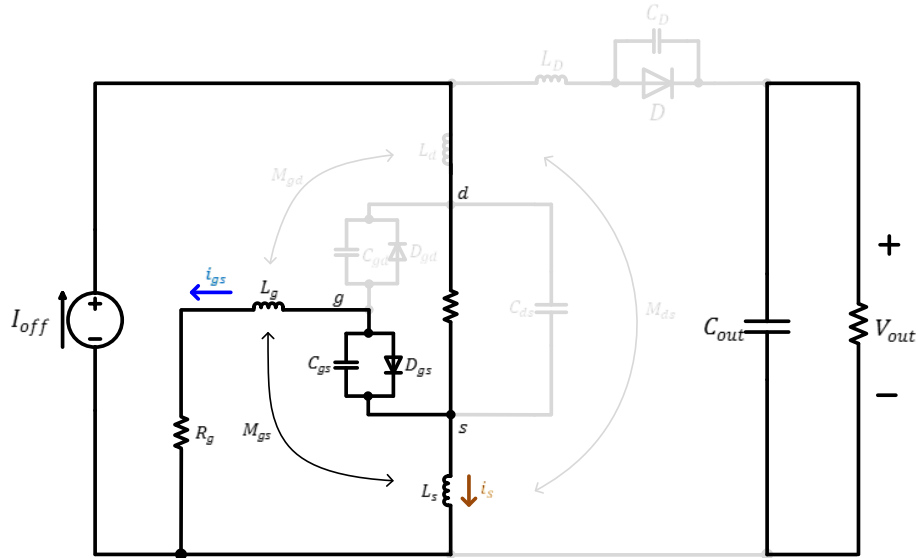 C_D
L_D
D
L_d
M_gd
d
C_gd
D_gd
i_gs
L_g
g
C_ds
M_ds
+
I_off
+
−
C_out
V_out
C_gs
D_gs
−
R_g
M_gs
s
L_s
i_s